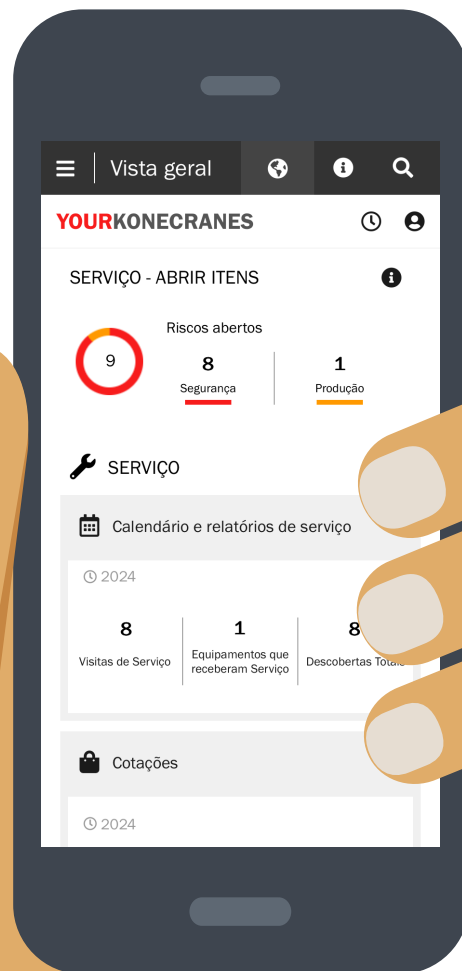 Vista geral
YOURKONECRANES
SERVIÇO - ABRIR ITENS
Riscos abertos
9
8
1
Segurança
Produção
SERVIÇO
Calendário e relatórios de serviço
2024
8
1
8
Visitas de Serviço
Equipamentos que
receberam Serviço
Descobertas Totais
Cotações
2024